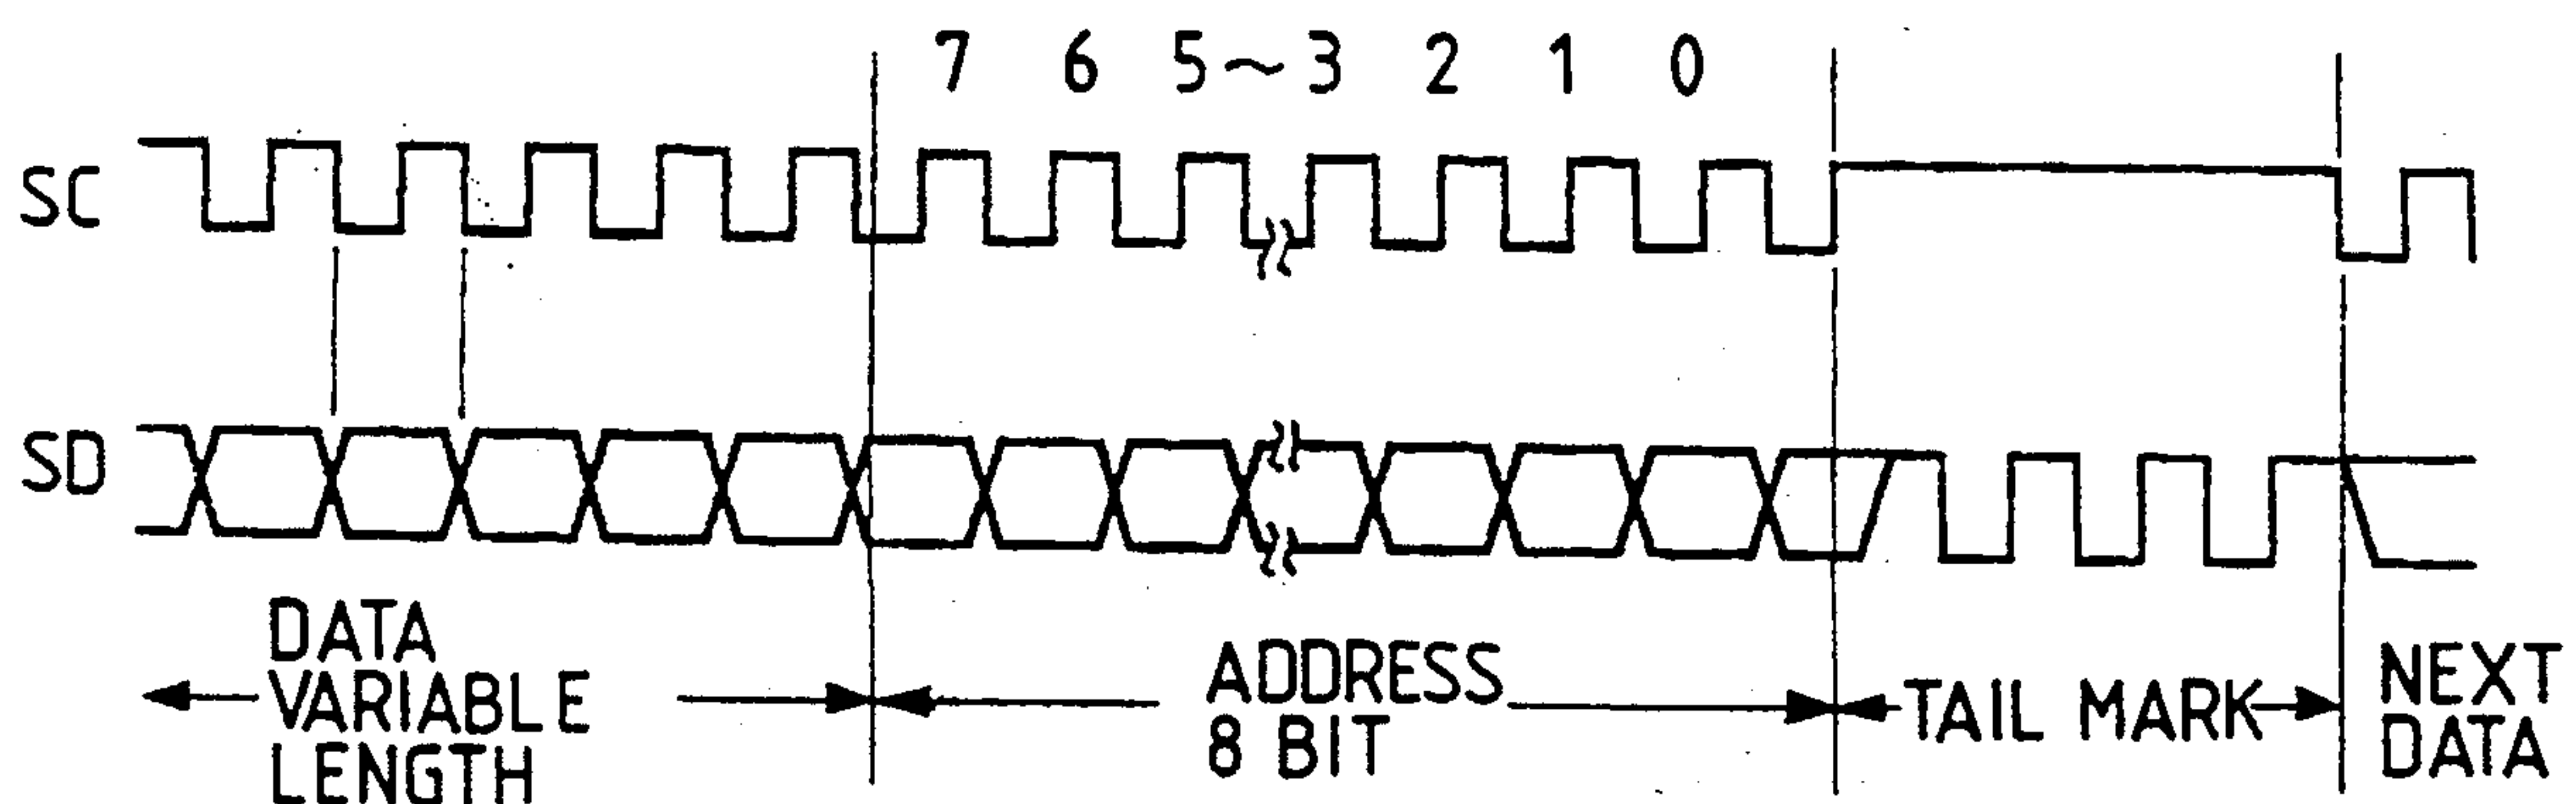 7 6 5~3 2 1 0
SC
SD
DATA
VARIABLE
LENGTH
ADDRESS
8 BIT
TAIL MARK
NEXT
DATA